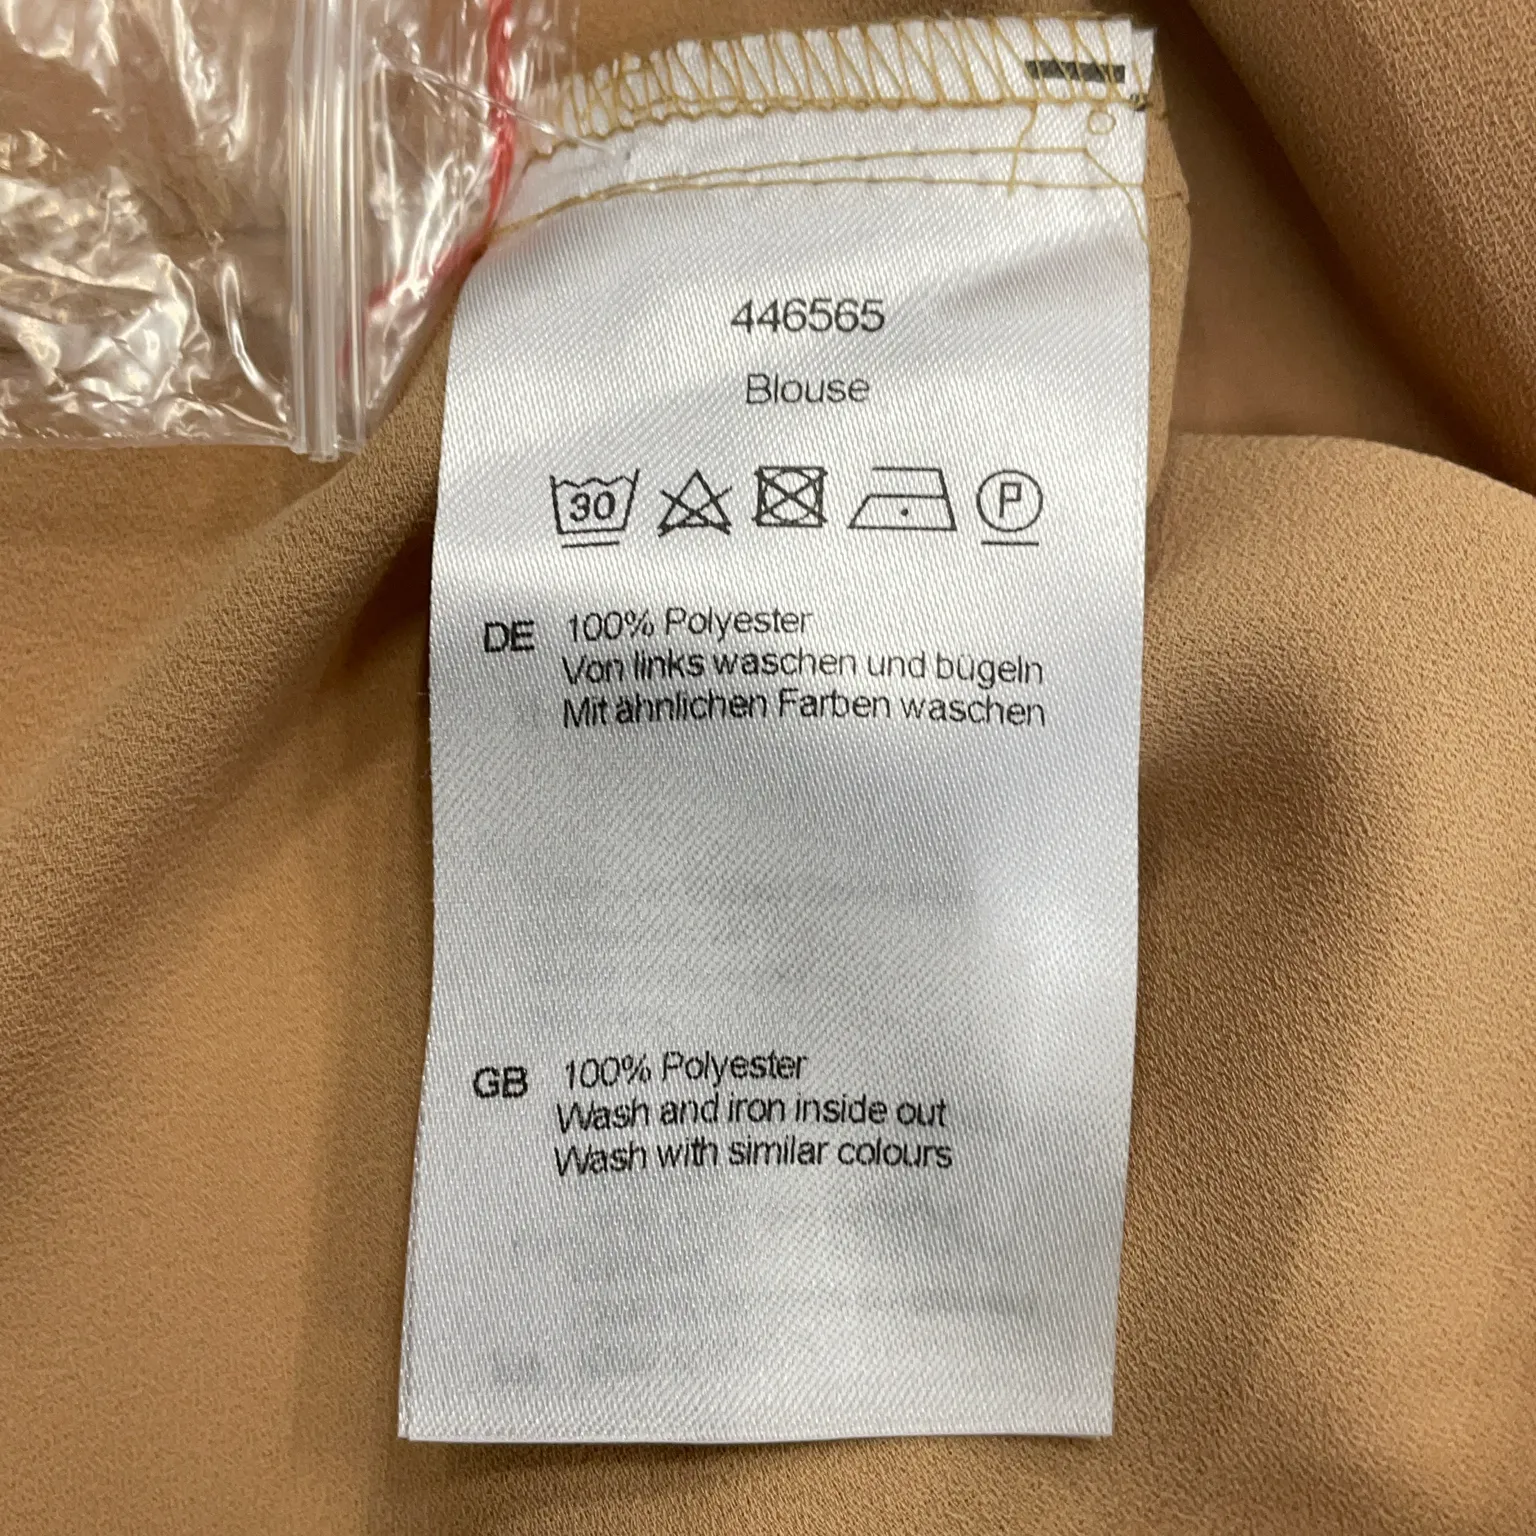 446565
Blouse
30 P
DE 100% Polyester
Von links waschen und bügeln
Mit ähnlichen Farben waschen
GB 100% Polyester
Wash and iron inside out
Wash with similar colours